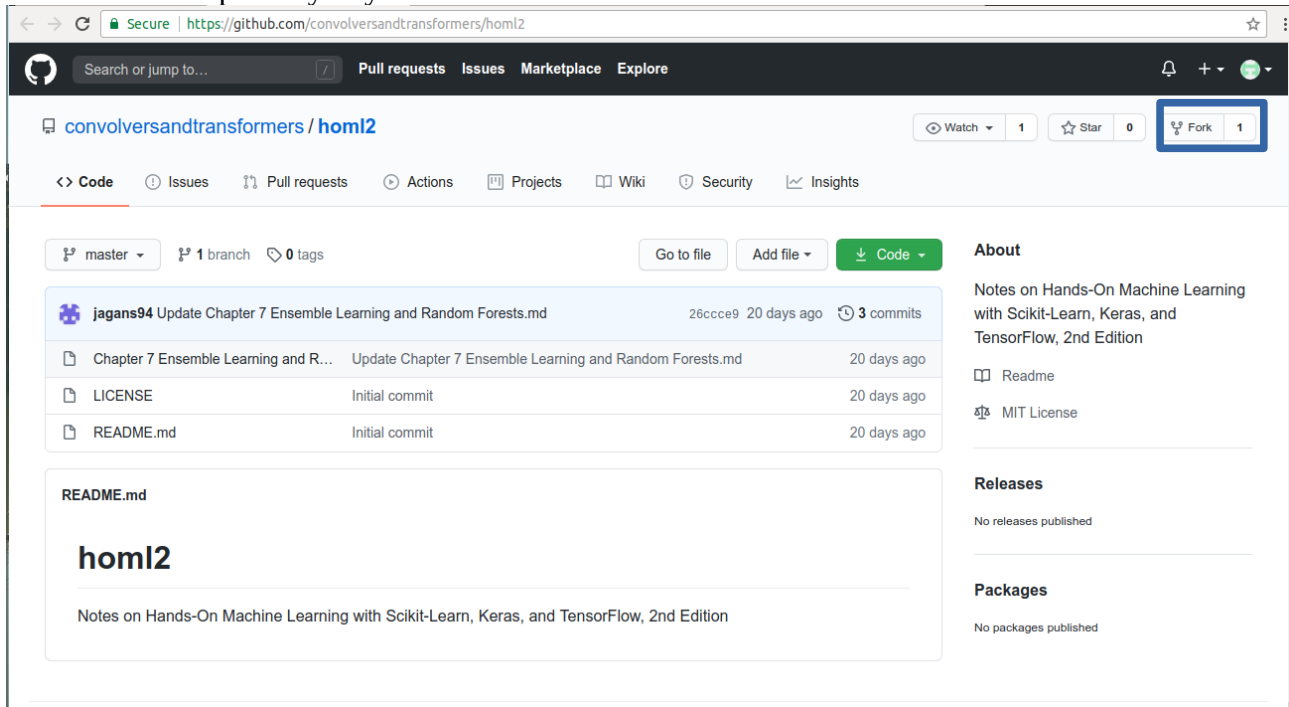 Secure | https://github.com/convolversandtransformers/homl2
Search or jump to... / Pull requests Issues Marketplace Explore
convolversandtransformers / homl2 Watch 1 Star 0 Fork 1
<> Code Issues Pull requests Actions Projects Wiki Security Insights
master 1 branch 0 tags Go to file Add file Code
jagans94 Update Chapter 7 Ensemble Learning and Random Forests.md 26ccce9 20 days ago 3 commits
Chapter 7 Ensemble Learning and R... Update Chapter 7 Ensemble Learning and Random Forests.md 20 days ago
LICENSE Initial commit 20 days ago
README.md Initial commit 20 days ago
README.md
homl2
Notes on Hands-On Machine Learning with Scikit-Learn, Keras, and TensorFlow, 2nd Edition
About
Notes on Hands-On Machine Learning
with Scikit-Learn, Keras, and
TensorFlow, 2nd Edition
Readme
MIT License
Releases
No releases published
Packages
No packages published